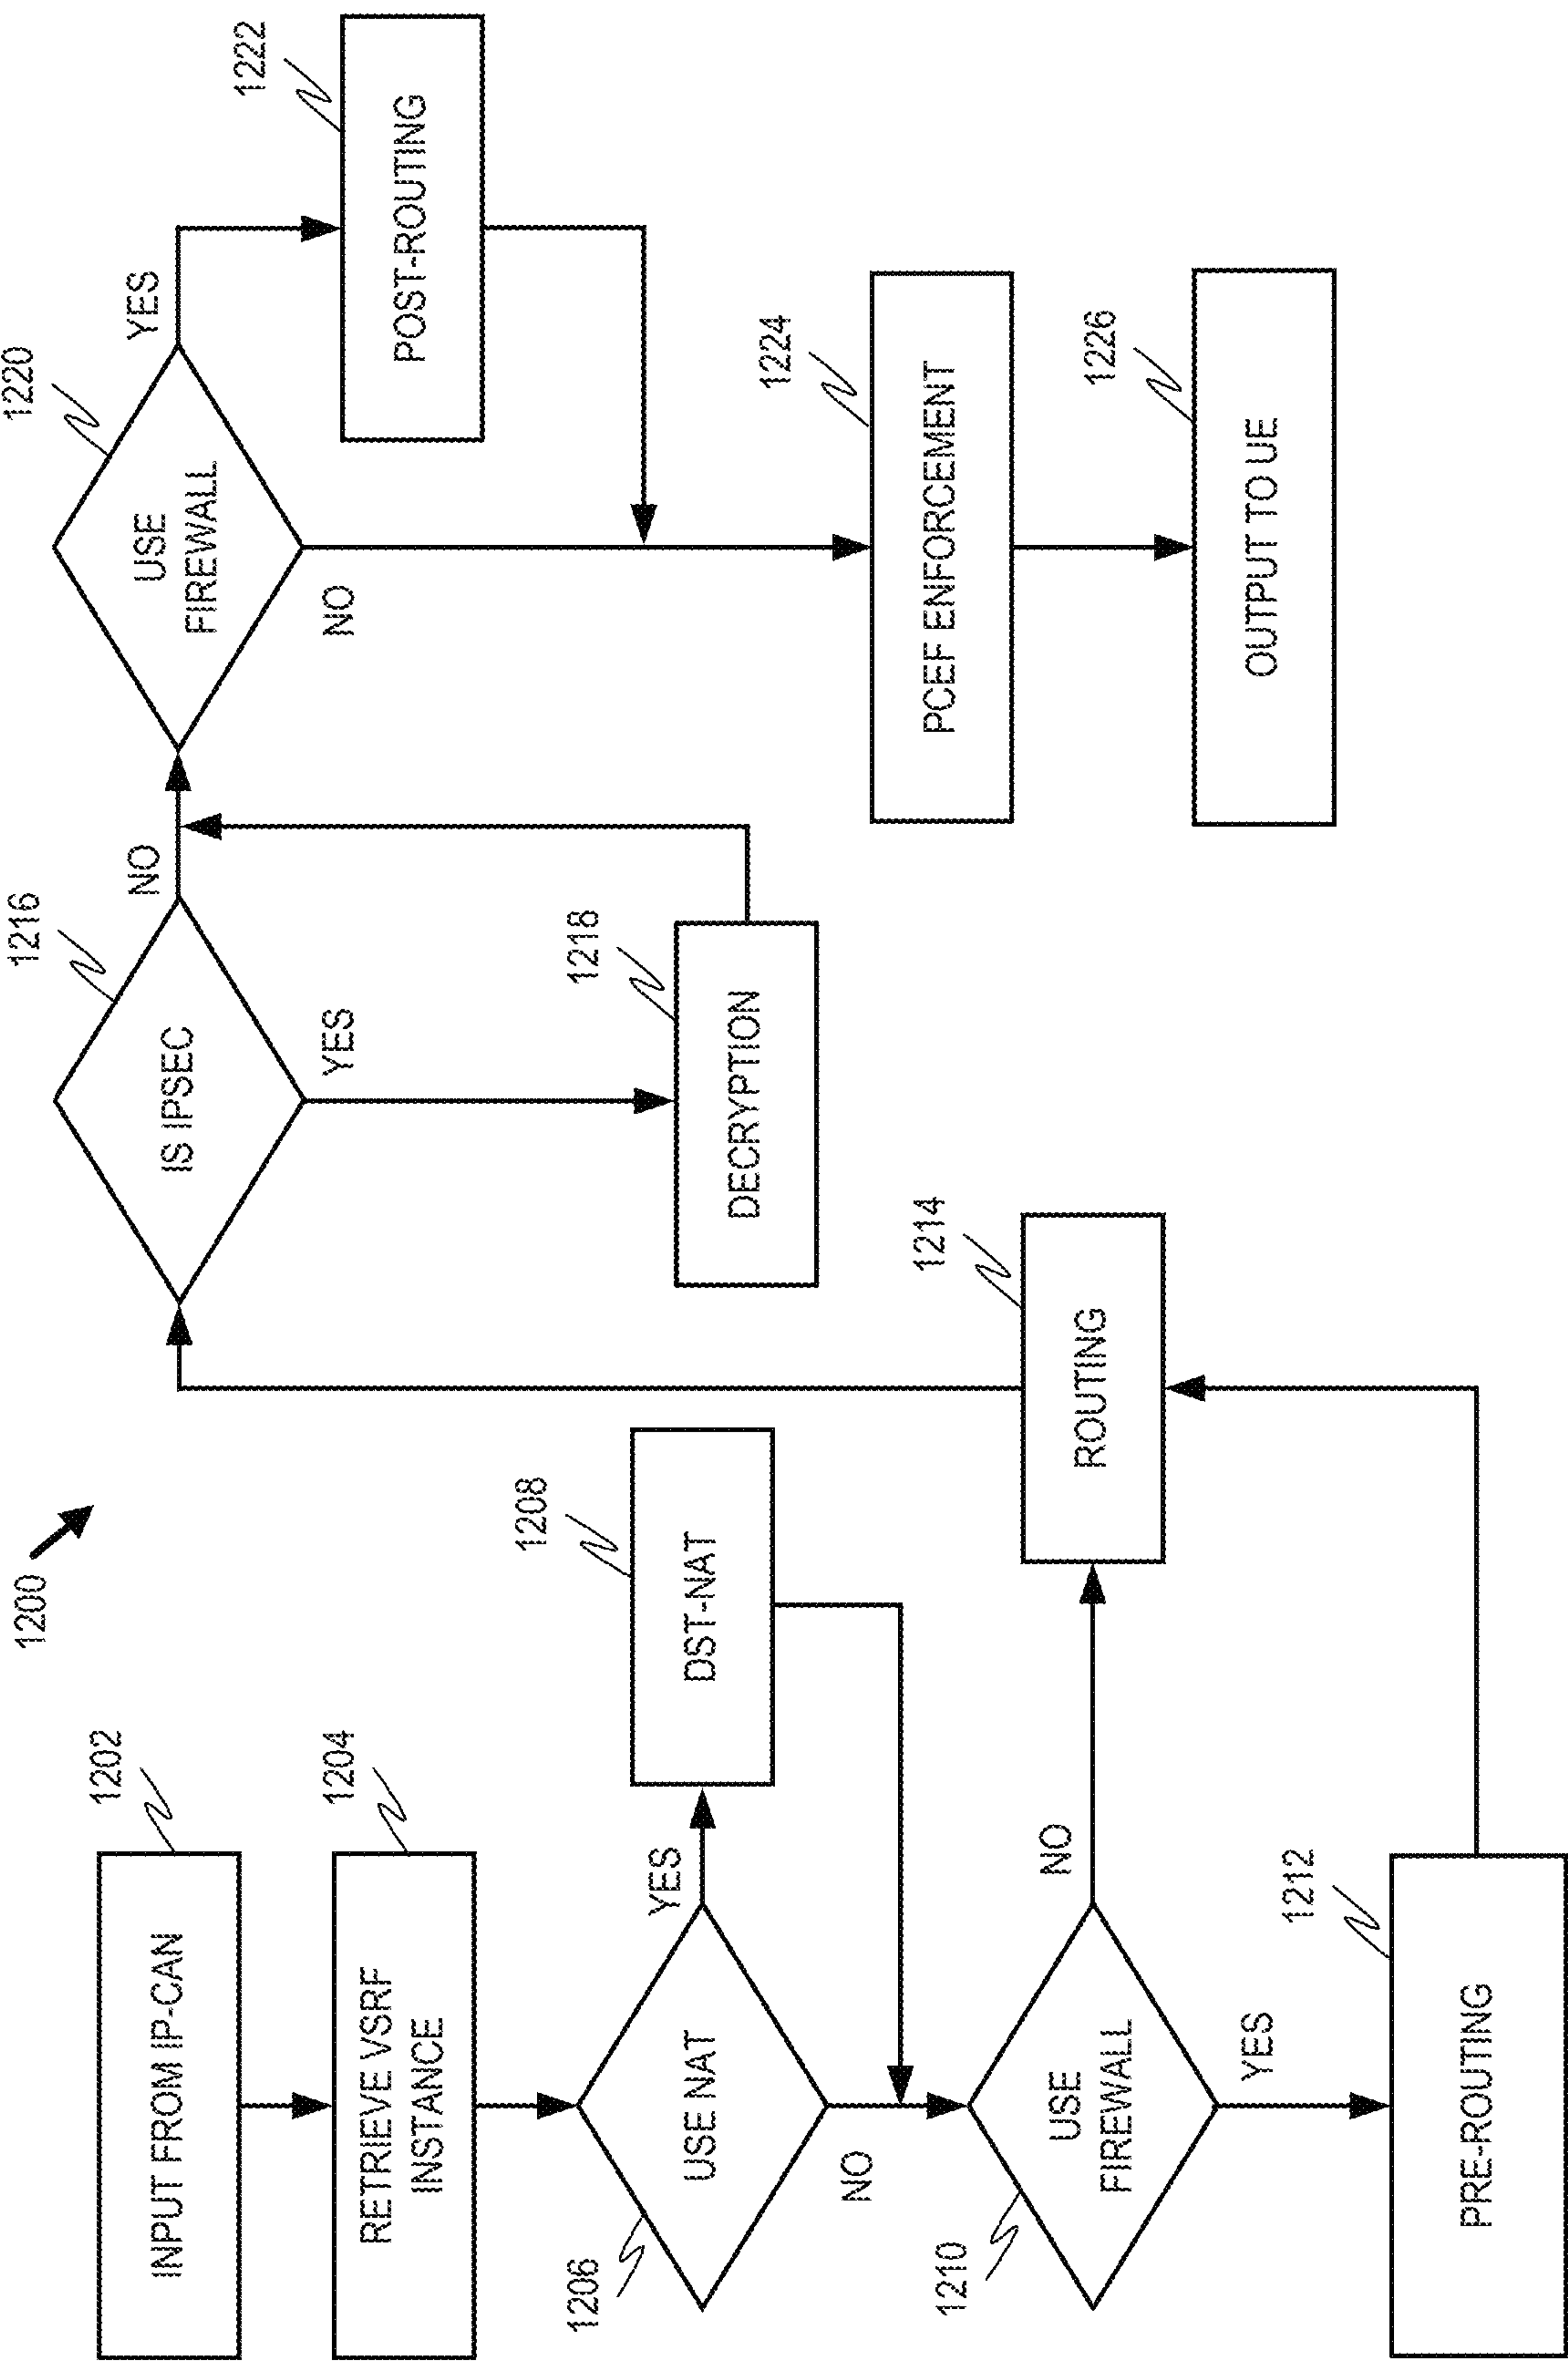 1200
1202
INPUT FROM IP-CAN
1204
RETRIEVE VSRF
INSTANCE
1206
USE NAT
YES
NO
1208
DST-NAT
1210
USE
FIREWALL
NO
YES
1212
PRE-ROUTING
1214
ROUTING
1216
IS IPSEC
NO
YES
1218
DECRYPTION
1220
USE
FIREWALL
YES
NO
1222
POST-ROUTING
1224
PCEF ENFORCEMENT
1226
OUTPUT TO UE